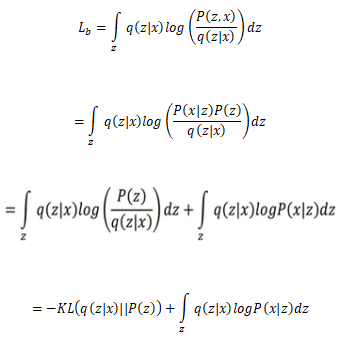 L_b = ∫_z q(z|x)log(P(z,x)/q(z|x))dz
= ∫_z q(z|x)log(P(x|z)P(z)/q(z|x))dz
= ∫_z q(z|x)log(P(z)/q(z|x))dz + ∫_z q(z|x)logP(x|z)dz
= −KL(q(z|x)||P(z)) + ∫_z q(z|x)logP(x|z)dz